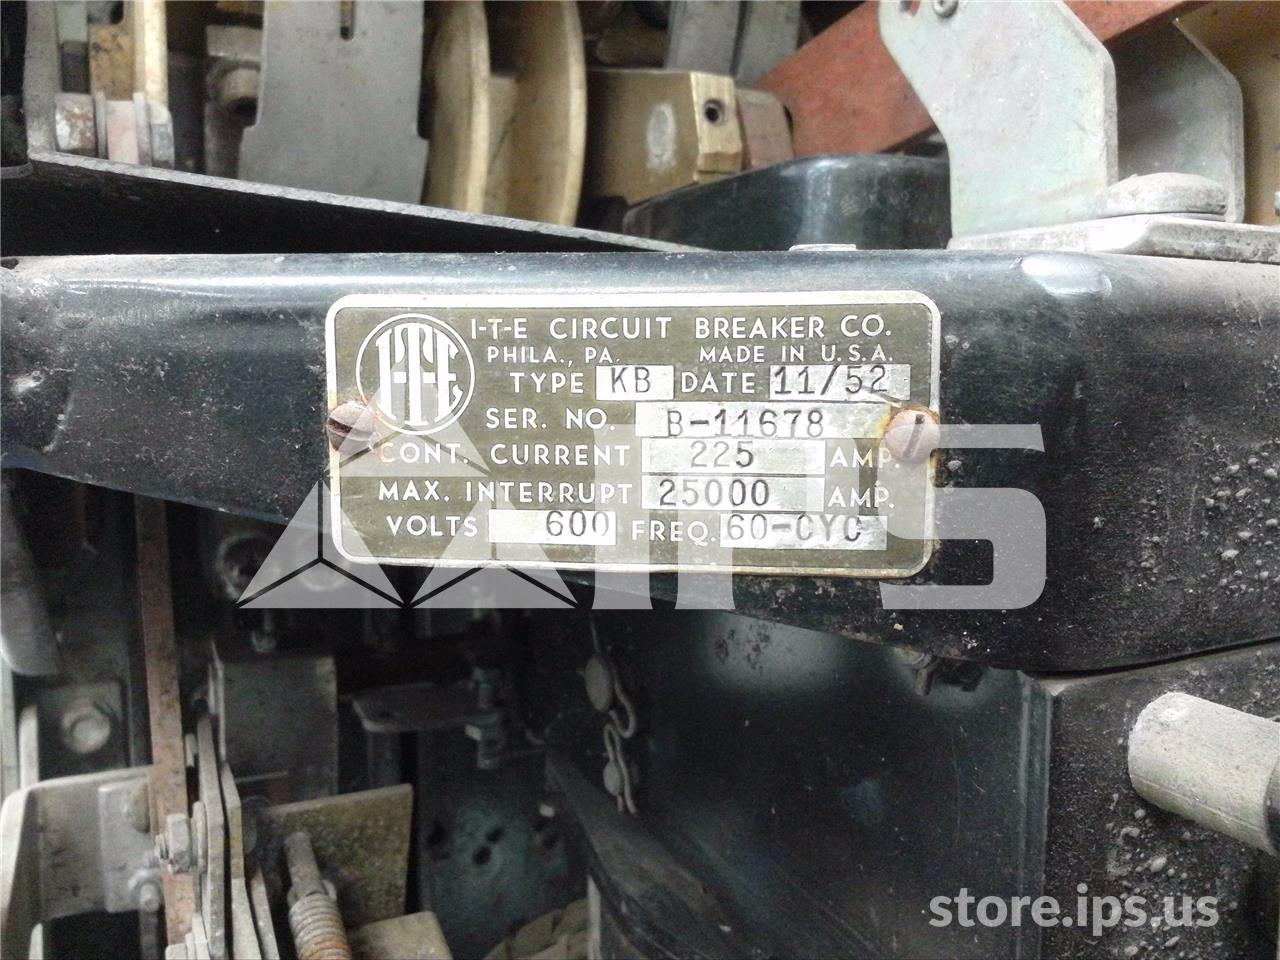 I-T-E CIRCUIT BREAKER CO.
I-T-E
PHILA., PA. MADE IN U.S.A.
TYPE KB DATE 11/52
SER. NO. B-11678
CONT. CURRENT 225 AMP.
MAX. INTERRUPT 25000 AMP.
VOLTS 600 FREQ. 60-CYC
IPS
store.ips.us